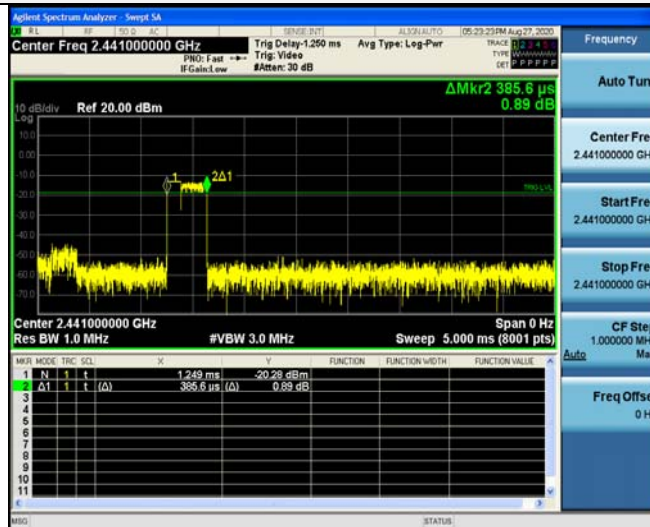 Agilent Spectrum Analyzer - Swept SA
RL RF 50 Ω AC SENSE:INT ALIGN AUTO 05:23:23 PM Aug 27, 2020
Center Freq 2.441000000 GHz
PNO: Fast
IFGain:Low
Trig Delay-1.250 ms
Trig: Video
#Atten: 30 dB
Avg Type: Log-Pwr
TRACE 1 2 3 4 5 6
TYPE
DET P P P P P P
ΔMkr2 385.6 µs
0.89 dB
10 dB/div Ref 20.00 dBm
Log
10.0
0.00
-10.0
-20.0
-30.0
-40.0
-50.0
-60.0
-70.0
1
2Δ1
TRIG LVL
Center 2.441000000 GHz Span 0 Hz
Res BW 1.0 MHz #VBW 3.0 MHz Sweep 5.000 ms (8001 pts)
MKR MODE TRC SCL X Y FUNCTION FUNCTION WIDTH FUNCTION VALUE
1 N 1 t 1.249 ms -20.28 dBm
2 Δ1 1 t (Δ) 385.6 µs (Δ) 0.89 dB
3
4
5
6
7
8
9
10
11
MSG STATUS
Frequency
Auto Tun
Center Fre
2.441000000 GH
Start Fre
2.441000000 GH
Stop Fre
2.441000000 GH
CF Ste
1.000000 MH
Auto Ma
Freq Offse
0 H